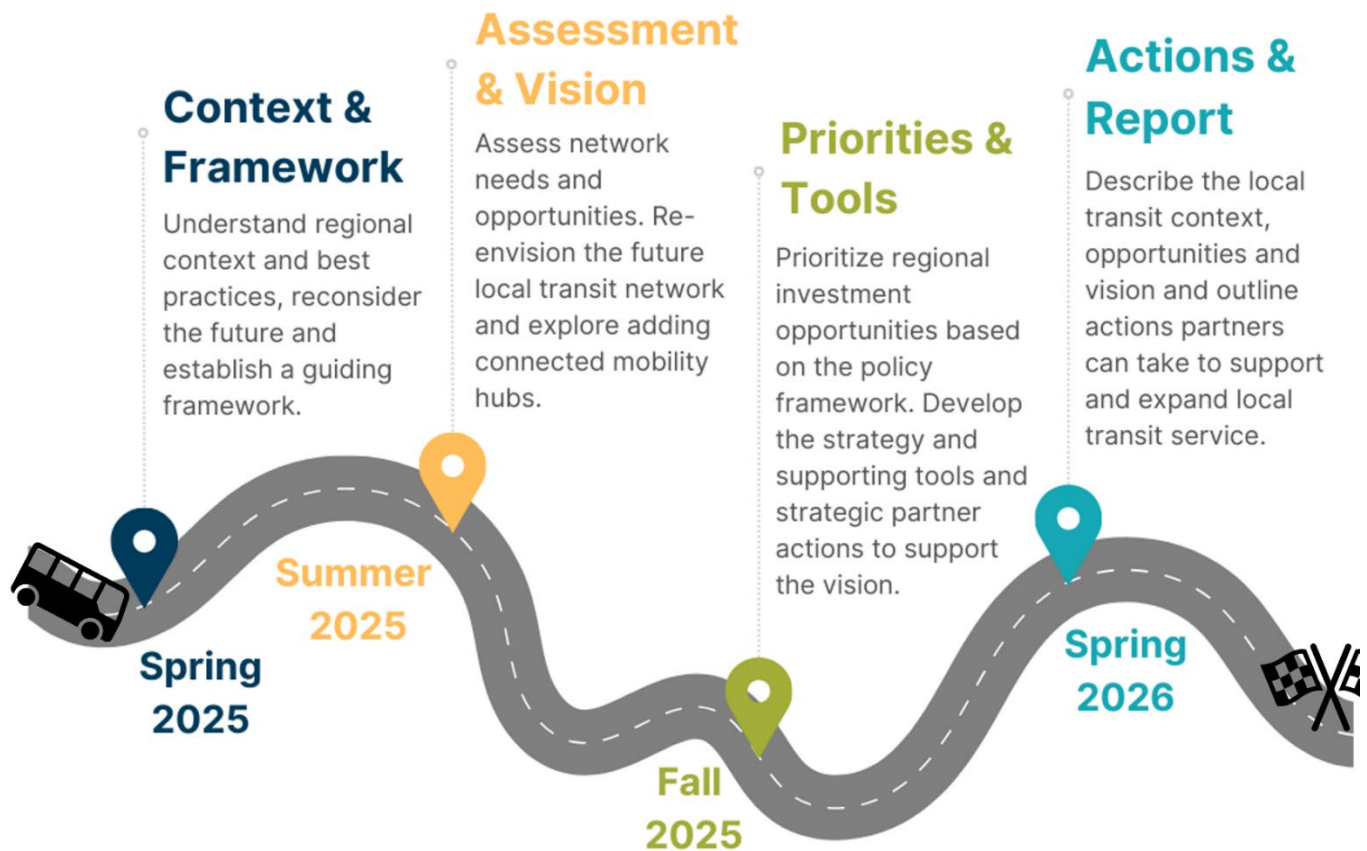 Context &
Framework
Understand regional
context and best
practices, reconsider
the future and
establish a guiding
framework.
Spring
2025
Assessment
& Vision
Assess network
needs and
opportunities. Re-
envision the future
local transit network
and explore adding
connected mobility
hubs.
Summer
2025
Priorities &
Tools
Prioritize regional
investment
opportunities based
on the policy
framework. Develop
the strategy and
supporting tools and
strategic partner
actions to support
the vision.
Fall
2025
Actions &
Report
Describe the local
transit context,
opportunities and
vision and outline
actions partners
can take to support
and expand local
transit service.
Spring
2026